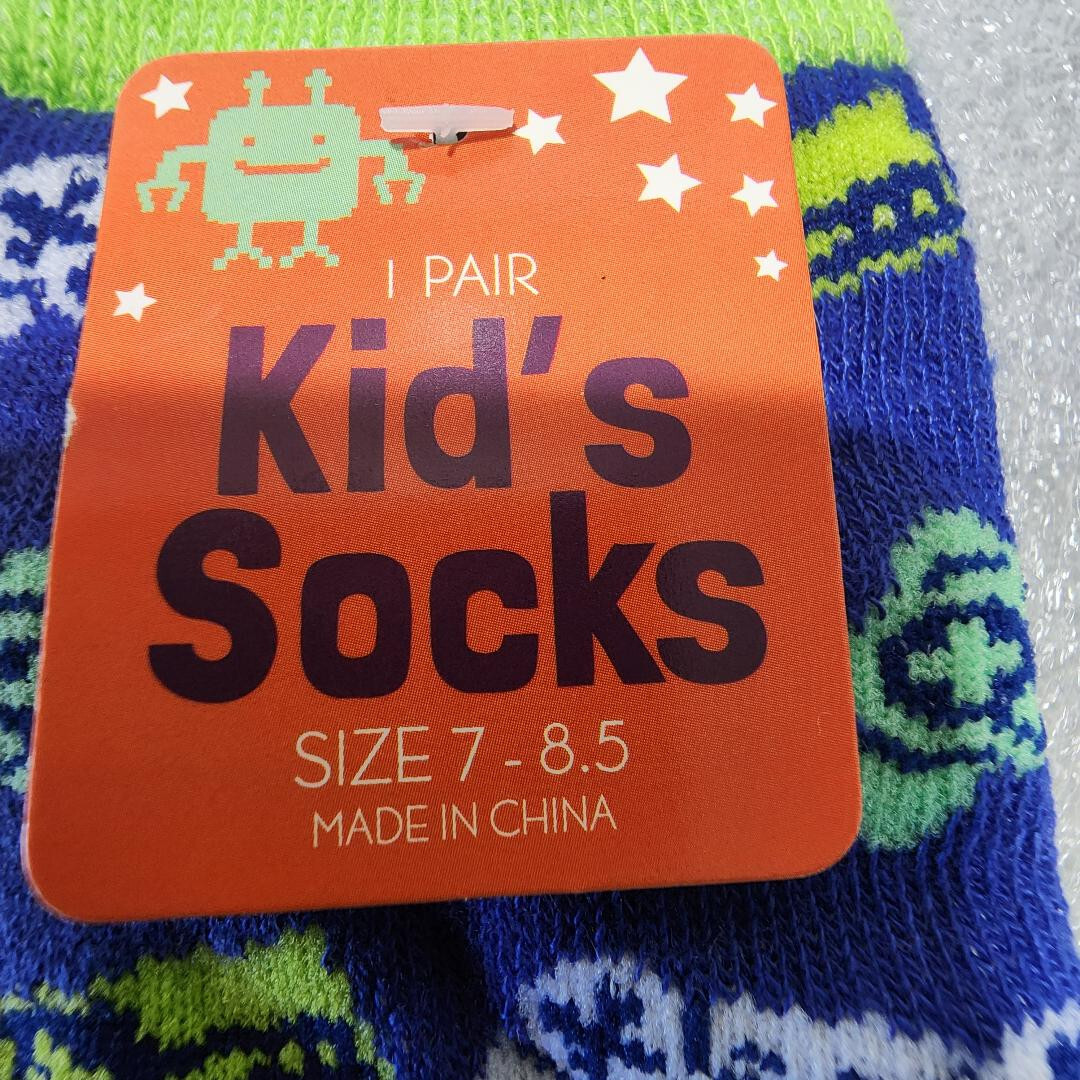 1 PAIR
Kid's
Socks
SIZE 7 - 8.5
MADE IN CHINA